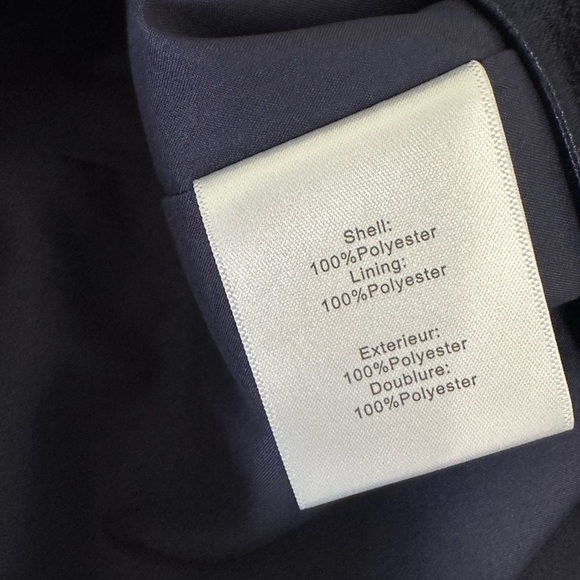 Shell:
100%Polyester
Lining:
100%Polyester
Exterieur:
100%Polyester
Doublure:
100%Polyester